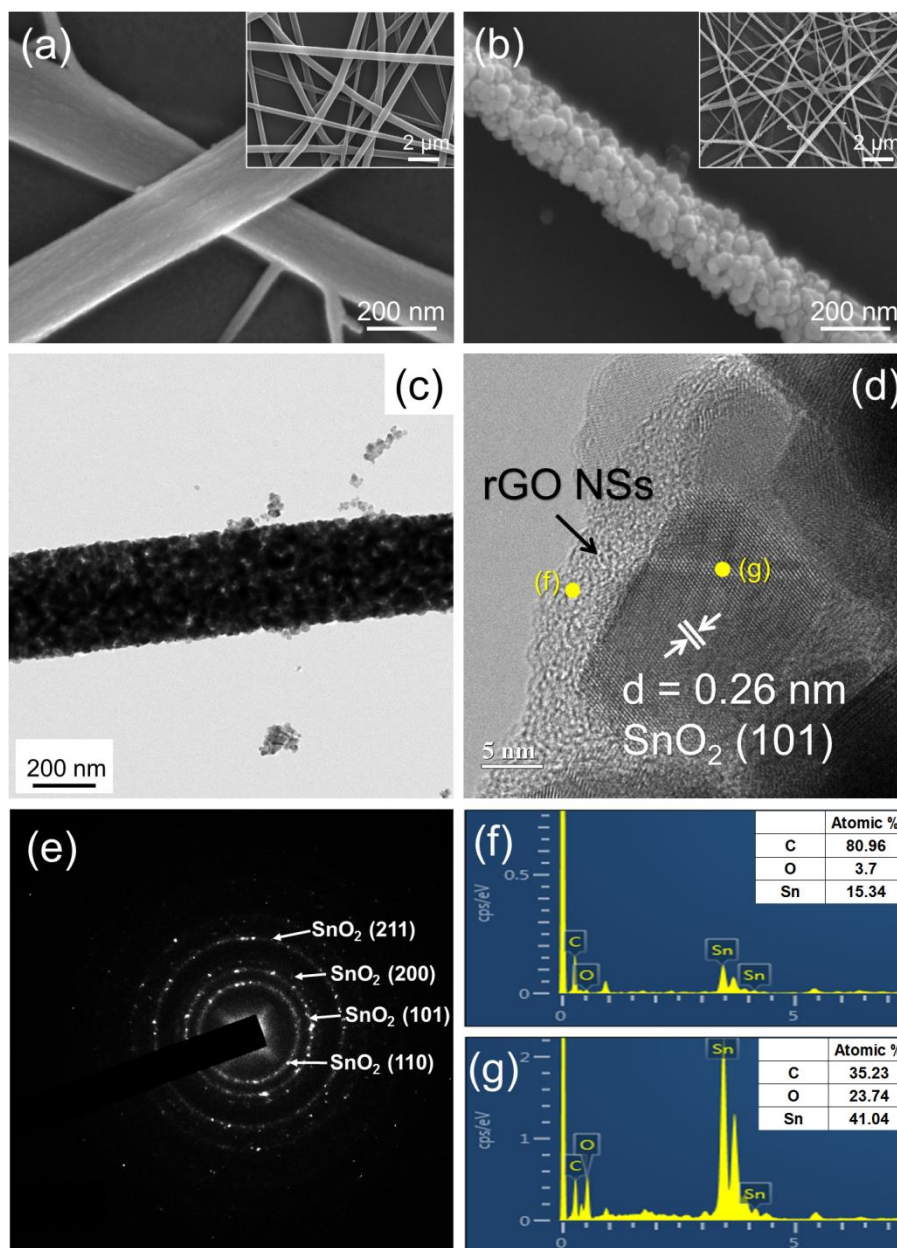 (a)
2 μm
200 nm
(b)
2 μm
200 nm
(c)
200 nm
(d)
rGO NSs
(f)
(g)
d = 0.26 nm
SnO₂ (101)
5 nm
(e)
SnO₂ (211)
SnO₂ (200)
SnO₂ (101)
SnO₂ (110)
(f)
Atomic %
C 80.96
O 3.7
Sn 15.34
cps/eV
0.5
0
C
O
Sn
Sn
0 5
(g)
Atomic %
C 35.23
O 23.74
Sn 41.04
cps/eV
2
1
0
C
O
Sn
Sn
0 5